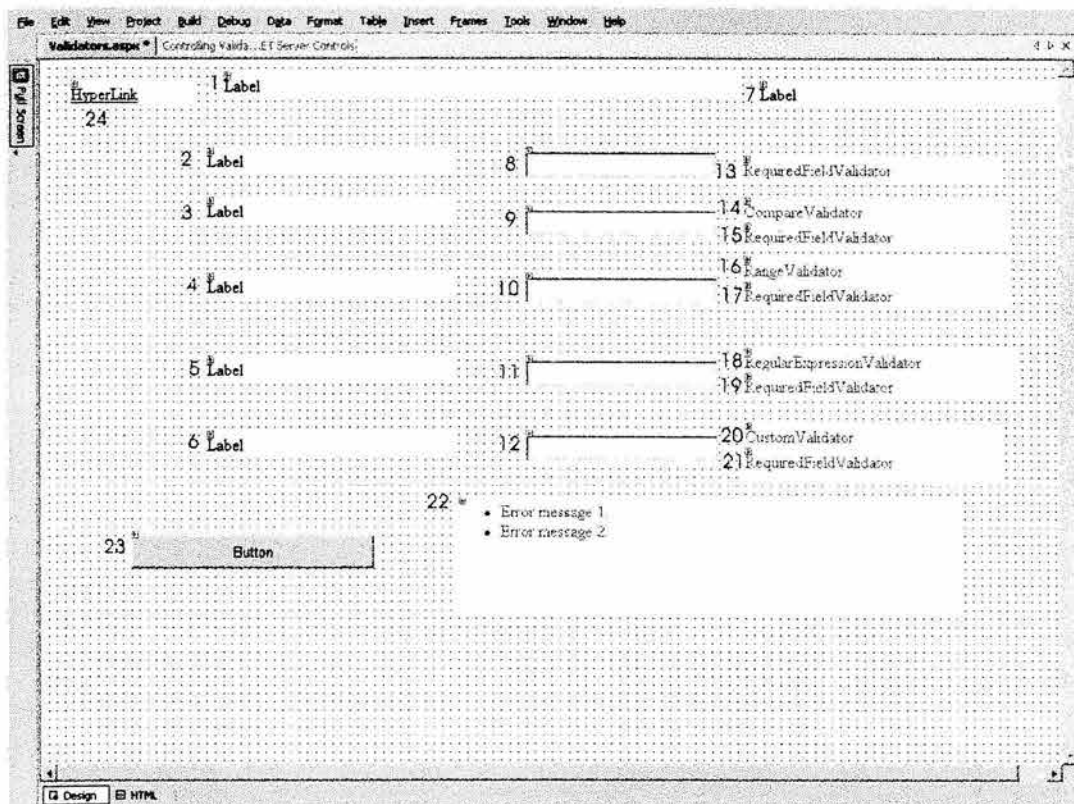 File Edit View Project Build Debug Data Format Table Insert Frames Tools Window Help
Validators.aspx * Controlling Valida...ET Server Controls
Pull Screen
HyperLink 1 Label 7 Label
24
2 Label 8 13 RequiredFieldValidator
3 Label 9 14 CompareValidator
15 RequiredFieldValidator
16 RangeValidator
4 Label 10 17 RequiredFieldValidator
5 Label 11 18 RegularExpressionValidator
19 RequiredFieldValidator
6 Label 12 20 CustomValidator
21 RequiredFieldValidator
22 • Error message 1.
• Error message 2.
23 Button
Design HTML